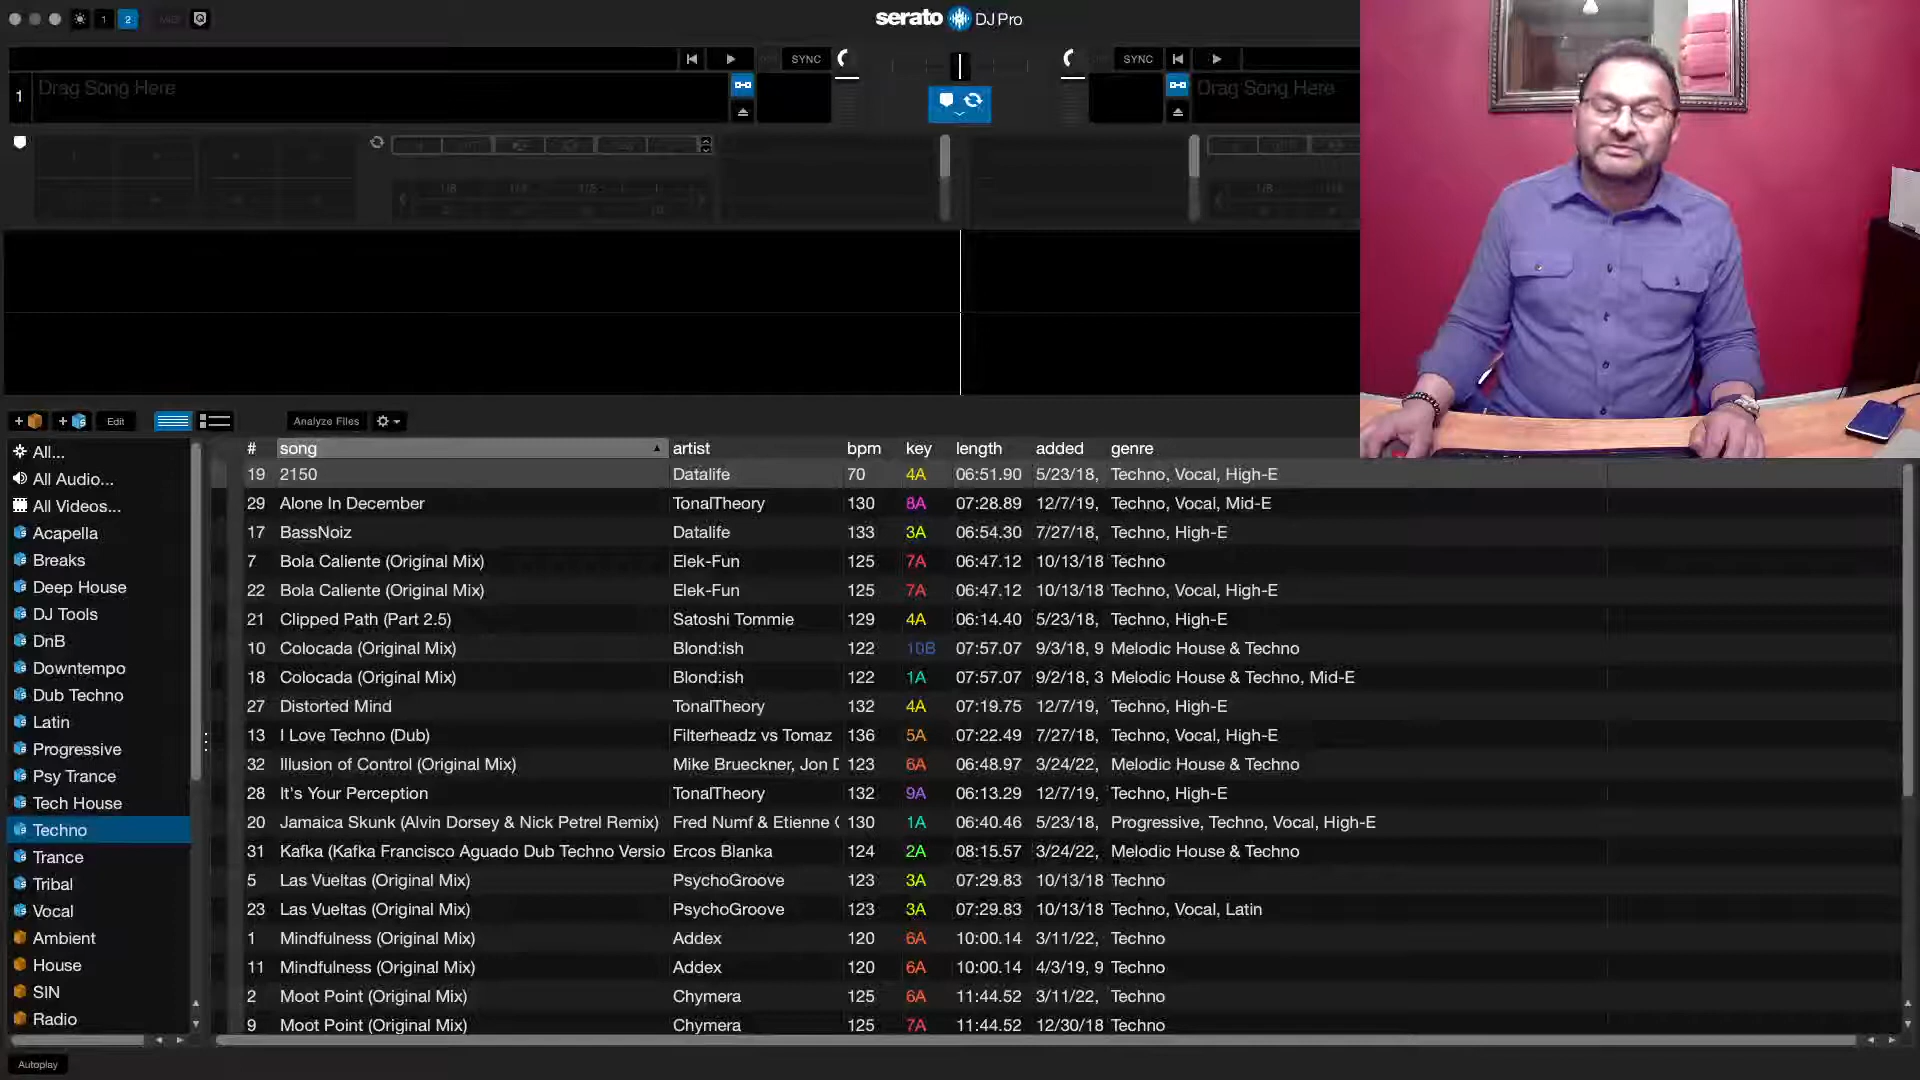 1 2 MIDI
serato DJ Pro
SYNC SYNC
1 Drag Song Here Drag Song Here
1/8 1/8
Edit Analyze Files
# song artist bpm key length added genre
All...
All Audio...
All Videos...
Acapella
Breaks
Deep House
DJ Tools
DnB
Downtempo
Dub Techno
Latin
Progressive
Psy Trance
Tech House
Techno
Trance
Tribal
Vocal
Ambient
House
SIN
Radio
19 2150 Datalife 70 4A 06:51.90 5/23/18, Techno, Vocal, High-E
29 Alone In December TonalTheory 130 8A 07:28.89 12/7/19, Techno, Vocal, Mid-E
17 BassNoiz Datalife 133 3A 06:54.30 7/27/18, Techno, High-E
7 Bola Caliente (Original Mix) Elek-Fun 125 7A 06:47.12 10/13/18 Techno
22 Bola Caliente (Original Mix) Elek-Fun 125 7A 06:47.12 10/13/18 Techno, Vocal, High-E
21 Clipped Path (Part 2.5) Satoshi Tommie 129 4A 06:14.40 5/23/18, Techno, High-E
10 Colocada (Original Mix) Blond:ish 122 10B 07:57.07 9/3/18, 9 Melodic House & Techno
18 Colocada (Original Mix) Blond:ish 122 1A 07:57.07 9/2/18, 3 Melodic House & Techno, Mid-E
27 Distorted Mind TonalTheory 132 4A 07:19.75 12/7/19, Techno, High-E
13 I Love Techno (Dub) Filterheadz vs Tomaz 136 5A 07:22.49 7/27/18, Techno, Vocal, High-E
32 Illusion of Control (Original Mix) Mike Brueckner, Jon D 123 6A 06:48.97 3/24/22, Melodic House & Techno
28 It's Your Perception TonalTheory 132 9A 06:13.29 12/7/19, Techno, High-E
20 Jamaica Skunk (Alvin Dorsey & Nick Petrel Remix) Fred Numf & Etienne 130 1A 06:40.46 5/23/18, Progressive, Techno, Vocal, High-E
31 Kafka (Kafka Francisco Aguado Dub Techno Versio Ercos Blanka 124 2A 08:15.57 3/24/22, Melodic House & Techno
5 Las Vueltas (Original Mix) PsychoGroove 123 3A 07:29.83 10/13/18 Techno
23 Las Vueltas (Original Mix) PsychoGroove 123 3A 07:29.83 10/13/18 Techno, Vocal, Latin
1 Mindfulness (Original Mix) Addex 120 6A 10:00.14 3/11/22, Techno
11 Mindfulness (Original Mix) Addex 120 6A 10:00.14 4/3/19, 9 Techno
2 Moot Point (Original Mix) Chymera 125 6A 11:44.52 3/11/22, Techno
9 Moot Point (Original Mix) Chymera 125 7A 11:44.52 12/30/18 Techno
Autoplay